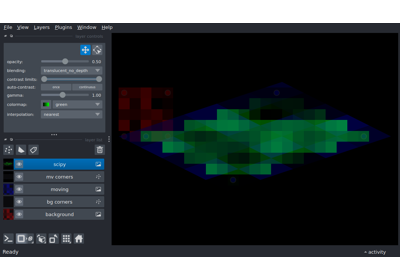 File View Layers Plugins Window Help
opacity: 0.50
blending: translucent_no_depth
contrast limits:
auto-contrast: once continuous
gamma: 1.00
colormap: green
interpolation: nearest
scipy
mv corners
moving
bg corners
background
Ready
activity